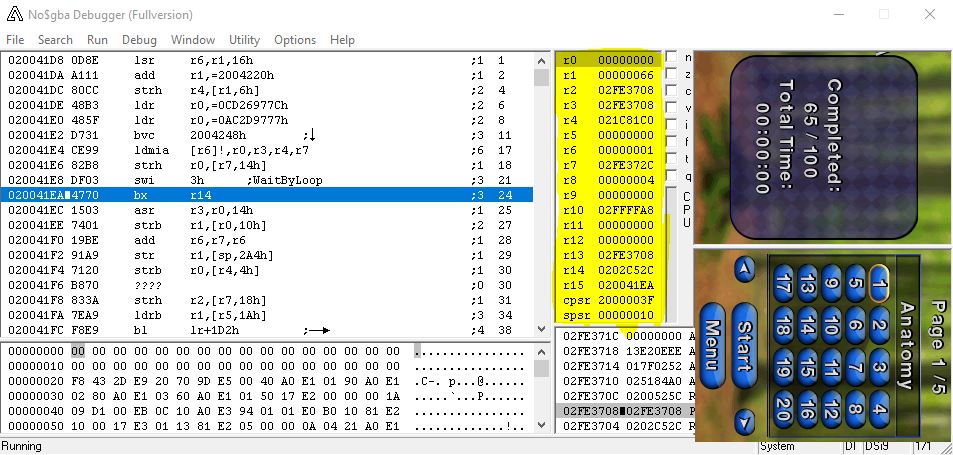 No$gba Debugger (Fullversion)
File Search Run Debug Window Utility Options Help
020041D8 0D8E lsr r6,r1,16h ;1 1
020041DA A111 add r1,=2004220h ;1 2
020041DC 80CC strh r4,[r1,6h] ;2 4
020041DE 48B3 ldr r0,=0CD26977Ch ;2 6
020041E0 485F ldr r0,=0AC2D9777h ;2 8
020041E2 D731 bvc 2004248h ;↓ ;3 11
020041E4 CE99 ldmia [r6]!,r0,r3,r4,r7 ;6 17
020041E6 82B8 strh r0,[r7,14h] ;1 18
020041E8 DF03 swi 3h ;WaitByLoop ;3 21
020041EA 4770 bx r14 ;3 24
020041EC 1503 asr r3,r0,14h ;1 25
020041EE 7401 strb r1,[r0,10h] ;2 27
020041F0 19BE add r6,r7,r6 ;1 28
020041F2 91A9 str r1,[sp,2A4h] ;1 29
020041F4 7120 strb r0,[r4,4h] ;1 30
020041F6 B870 ???? ;0 30
020041F8 833A strh r2,[r7,18h] ;1 31
020041FA 7EA9 ldrb r1,[r5,1Ah] ;3 34
020041FC F8E9 bl lr+1D2h ;→ ;4 38
r0 00000000
r1 00000066
r2 02FE3708
r3 02FE3708
r4 021C81C0
r5 00000000
r6 00000001
r7 02FE372C
r8 00000004
r9 00000000
r10 02FFFFA8
r11 00000000
r12 00000000
r13 02FE3708
r14 0202C52C
r15 020041EA
cpsr 2000003F
spsr 00000010
n
z
c
v
i
f
t
q
C
P
U
Completed:
65 / 100
Total Time:
00:00:00
Page 1 / 5
Anatomy
1 2 3 4
5 6 7 8
9 10 11 12
13 14 15 16
17 18 19 20
Start
Menu
00000000 00 00 00 00 00 00 00 00 00 00 00 00 00 00 00 00 ................
00000010 00 00 00 00 00 00 00 00 00 00 00 00 00 00 00 00 ................
00000020 F8 43 2D E9 20 70 9D E5 00 40 A0 E1 01 90 A0 E1 .C-. p...@......
00000030 02 80 A0 E1 03 60 A0 E1 01 50 17 E2 00 00 00 1A .....`...P......
00000040 09 D1 00 EB 0C 10 A0 E3 94 01 01 E0 B0 10 81 E2 ................
00000050 10 00 17 E3 01 13 81 E2 05 00 00 0A 04 21 A0 E1 .............!..
02FE371C 00000000 A
02FE3718 13E20EEE A
02FE3714 017F0252 A
02FE3710 025184A0 A
02FE370C 0200525C R
02FE3708 02FE3708 P
02FE3704 0202C52C R
Running
System
DSi9
1/1